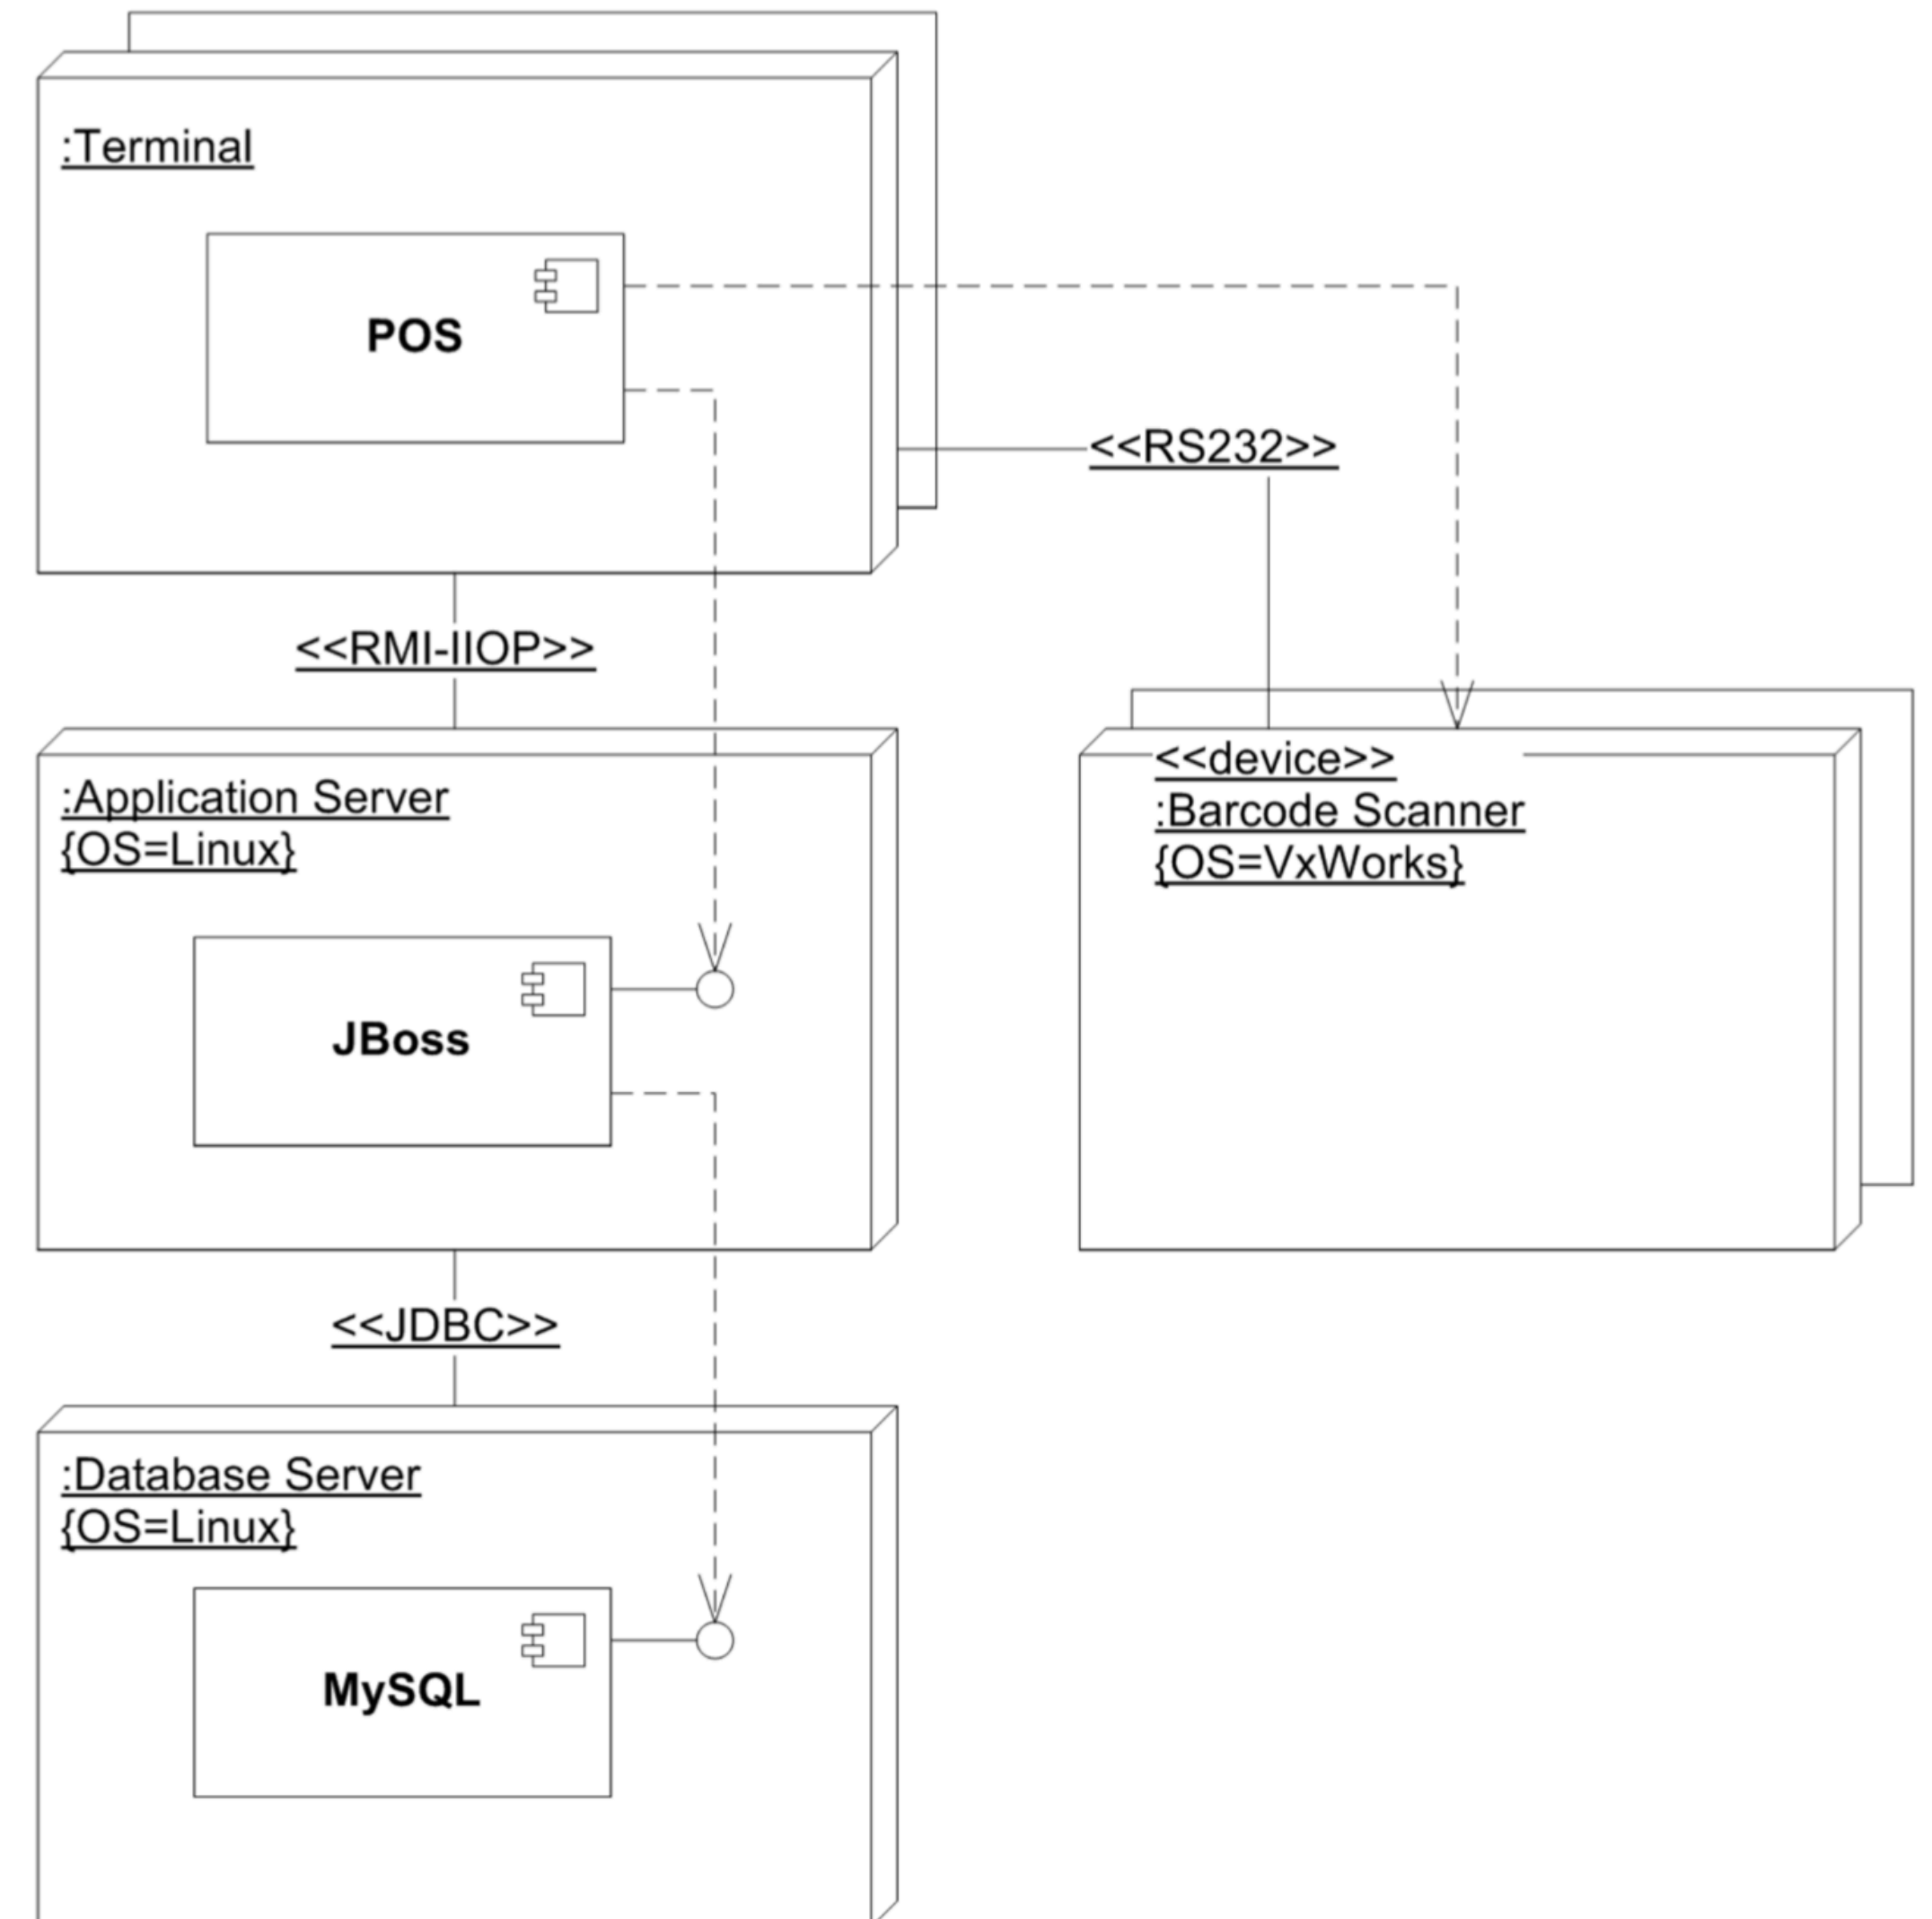 :Terminal
POS
<<RS232>>
<<RMI-IIOP>>
:Application Server
{OS=Linux}
<<device>>
:Barcode Scanner
{OS=VxWorks}
JBoss
<<JDBC>>
:Database Server
{OS=Linux}
MySQL